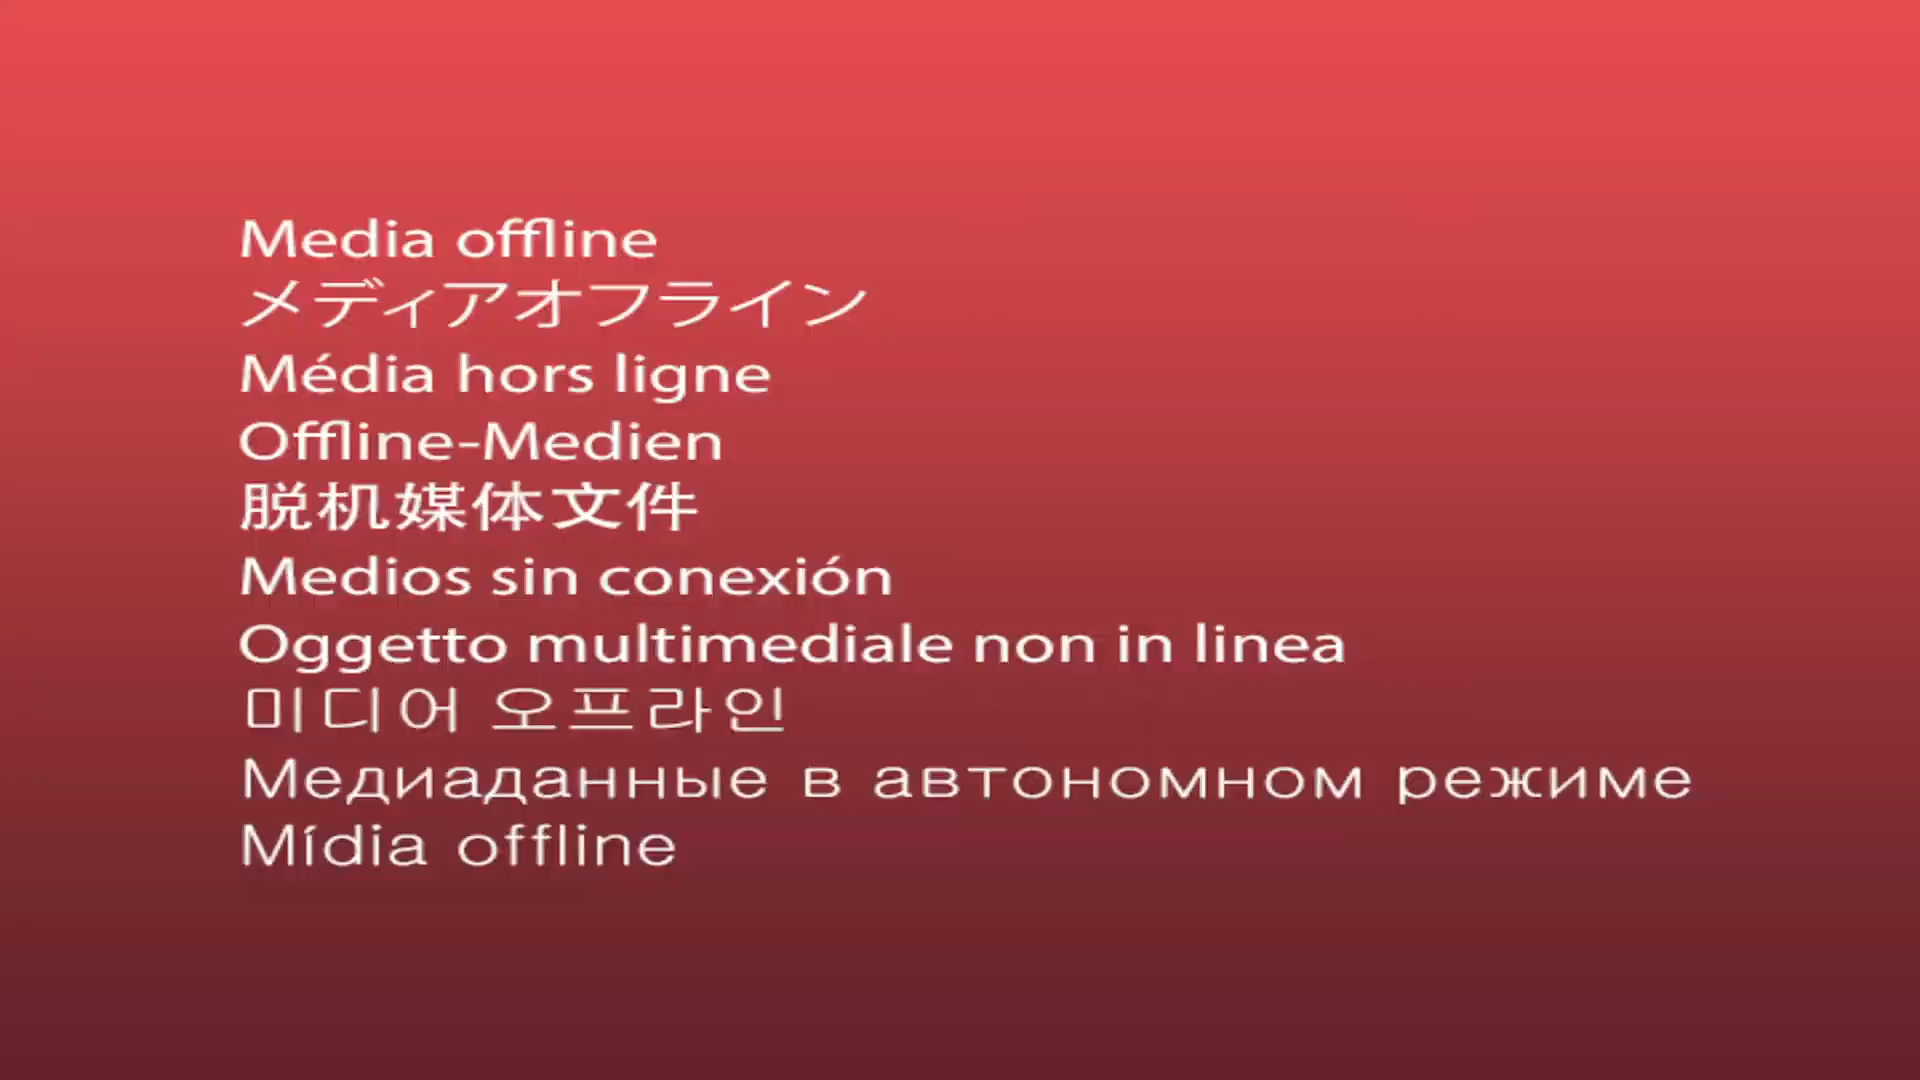 Media offline
メディアオフライン
Média hors ligne
Offline-Medien
脱机媒体文件
Medios sin conexión
Oggetto multimediale non in linea
미디어 오프라인
Медиаданные в автономном режиме
Mídia offline